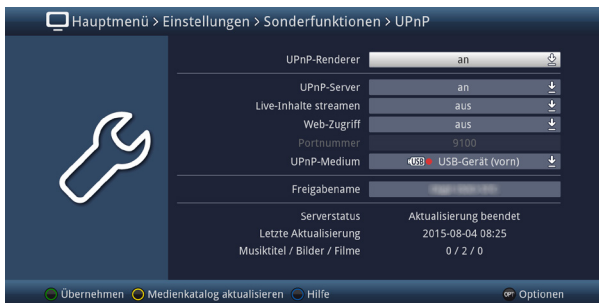 Hauptmenü > Einstellungen > Sonderfunktionen > UPnP
UPnP-Renderer an
UPnP-Server an
Live-Inhalte streamen aus
Web-Zugriff aus
Portnummer 9100
UPnP-Medium USB USB-Gerät (vorn)
Freigabename
Serverstatus Aktualisierung beendet
Letzte Aktualisierung 2015-08-04 08:25
Musiktitel / Bilder / Filme 0 / 2 / 0
Übernehmen Medienkatalog aktualisieren Hilfe OPT Optionen